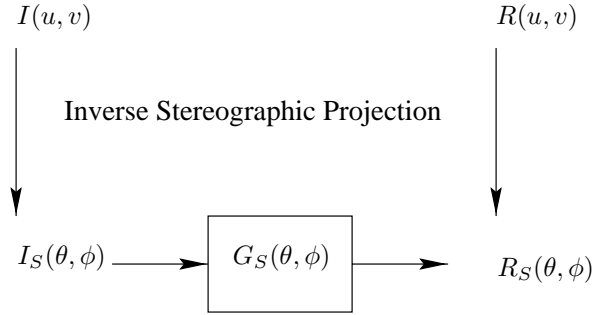 I(u, v) R(u, v)
Inverse Stereographic Projection
I_S(θ, ϕ) G_S(θ, ϕ) R_S(θ, ϕ)